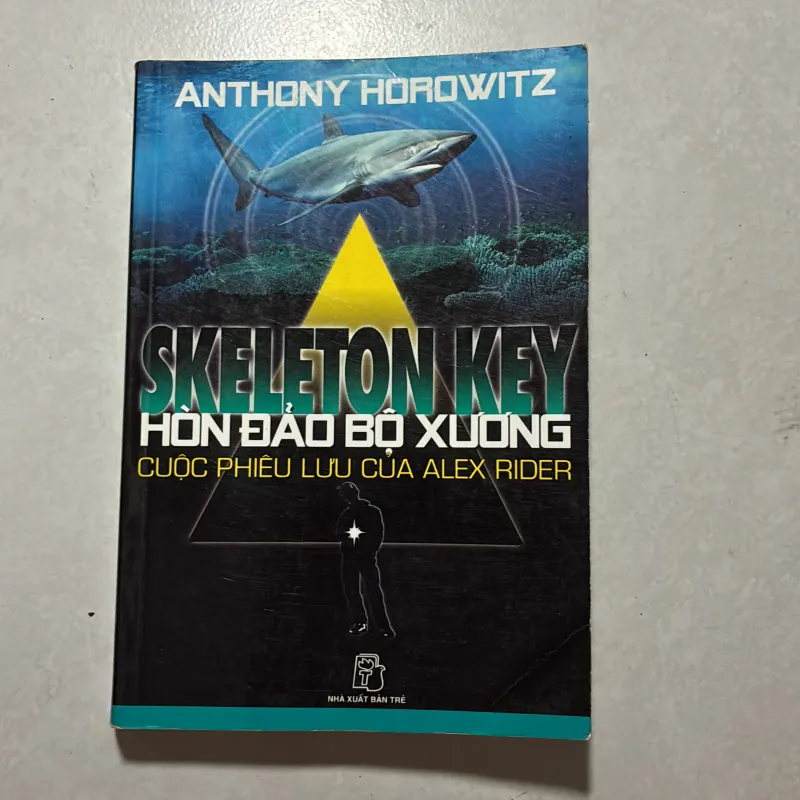 ANTHONY HOROWITZ
SKELETON KEY
HÒN ĐẢO BỘ XƯƠNG
CUỘC PHIÊU LƯU CỦA ALEX RIDER
T
NHÀ XUẤT BẢN TRẺ